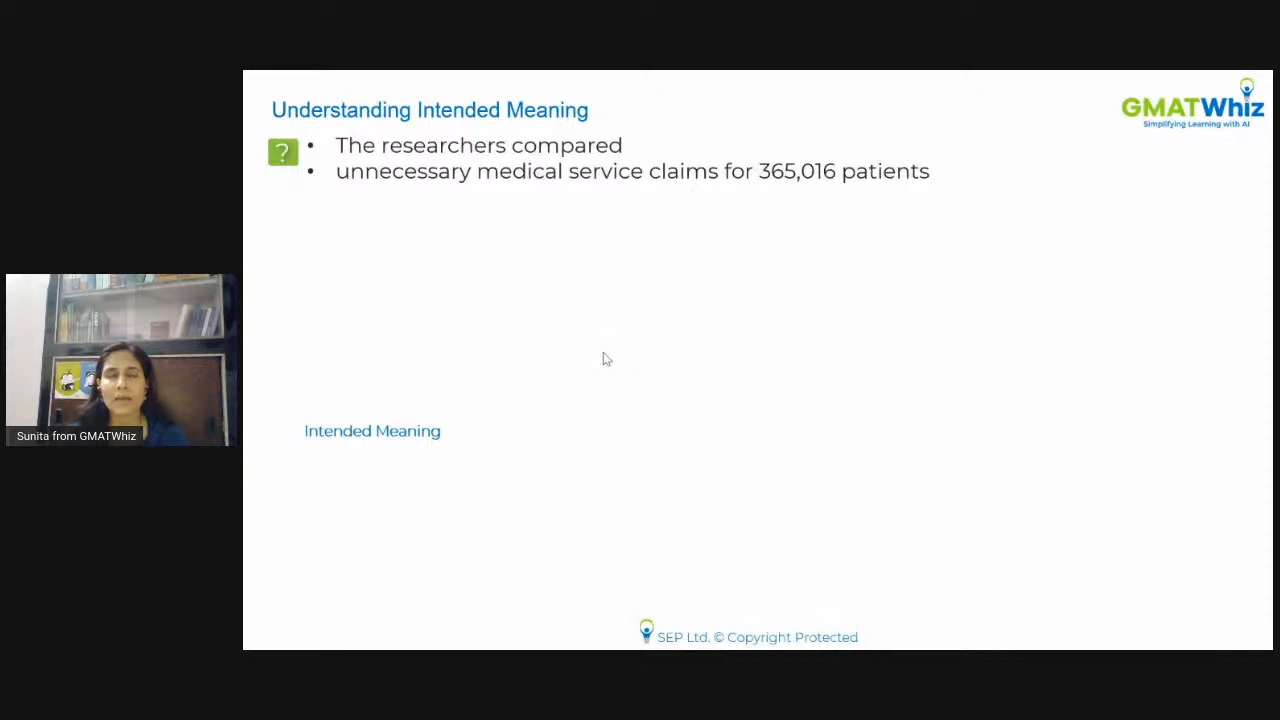 Understanding Intended Meaning
GMATWhiz
Simplifying Learning with AI
?
• The researchers compared
• unnecessary medical service claims for 365,016 patients
Sunita from GMATWhiz
Intended Meaning
SEP Ltd. © Copyright Protected